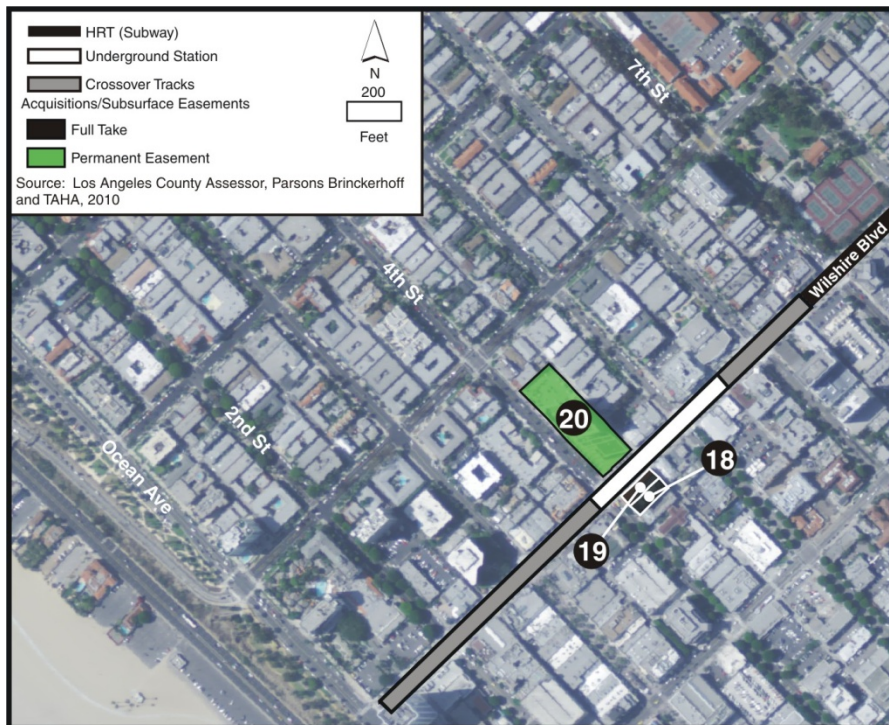 HRT (Subway)
Underground Station
Crossover Tracks
Acquisitions/Subsurface Easements
Full Take
Permanent Easement
N
200
Feet
Source: Los Angeles County Assessor, Parsons Brinckerhoff
and TAHA, 2010
7th St
Wilshire Blvd
4th St
2nd St
Ocean Ave
20
18
19